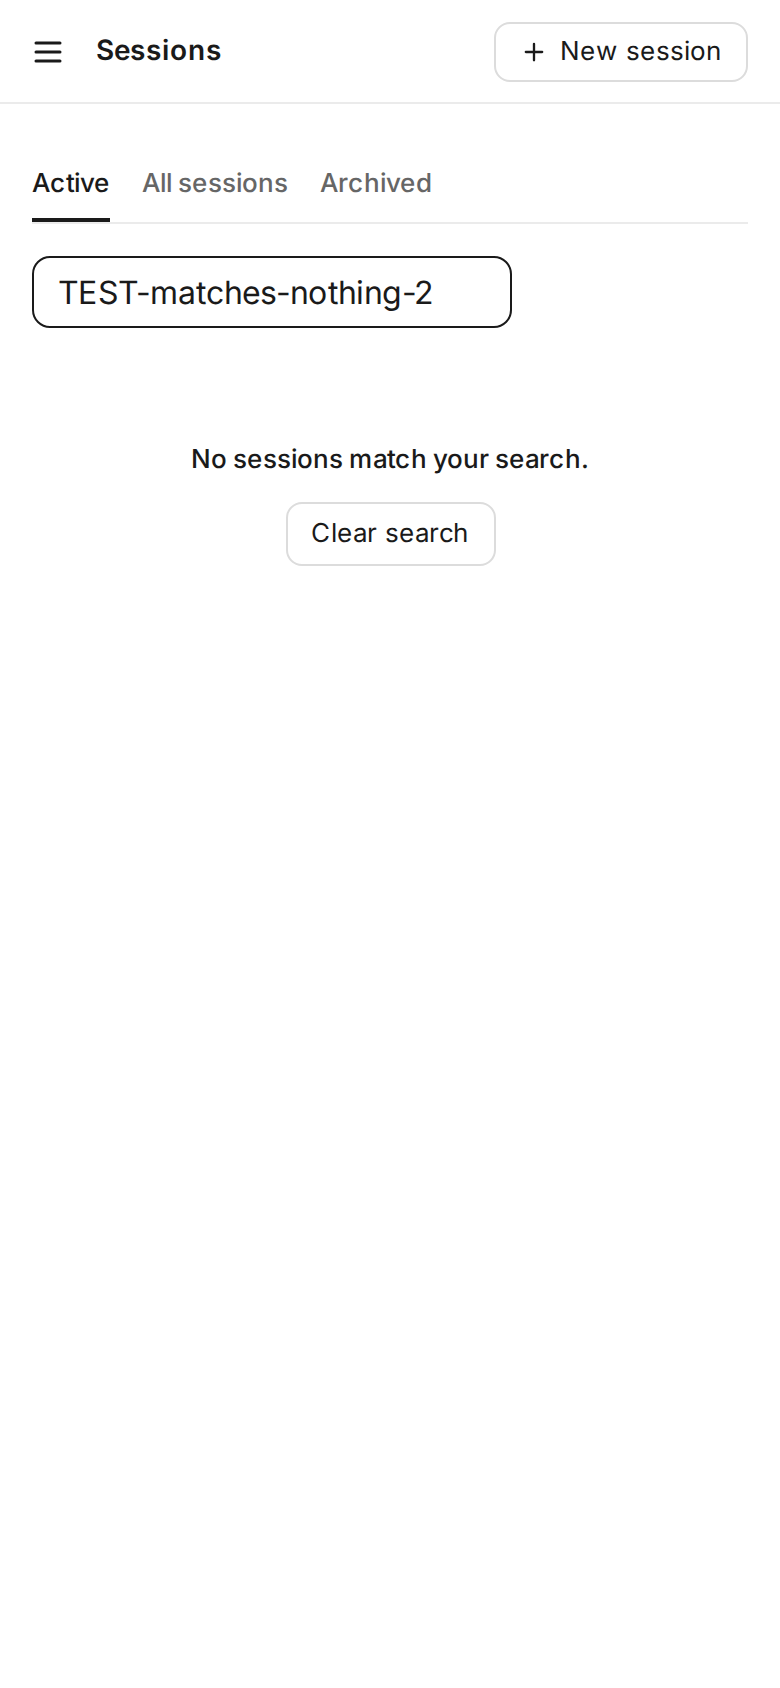 Sessions
New session
Active All sessions Archived
TEST-matches-nothing-2
No sessions match your search.
Clear search